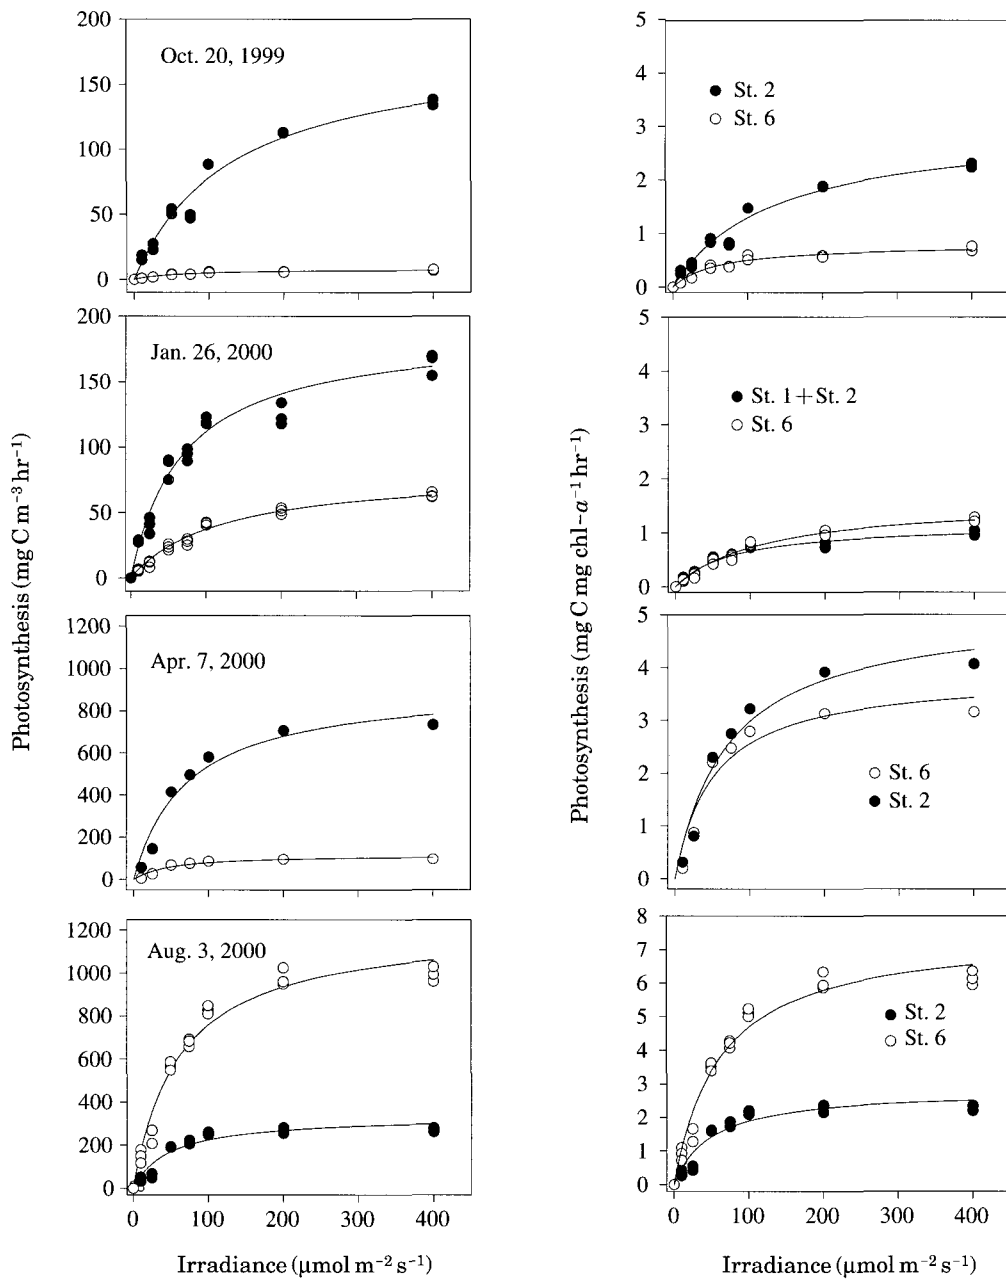 200
150
100
50
0
Oct. 20, 1999
5
4
3
2
1
0
● St. 2
○ St. 6
200
150
100
50
0
Jan. 26, 2000
5
4
3
2
1
0
● St. 1+St. 2
○ St. 6
Photosynthesis (mg C m⁻³ hr⁻¹)
Photosynthesis (mg C mg chl-a⁻¹ hr⁻¹)
1200
1000
800
600
400
200
0
Apr. 7, 2000
5
4
3
2
1
0
○ St. 6
● St. 2
1200
1000
800
600
400
200
0
Aug. 3, 2000
0 100 200 300 400
Irradiance (μmol m⁻² s⁻¹)
8
7
6
5
4
3
2
1
0
● St. 2
○ St. 6
0 100 200 300 400
Irradiance (μmol m⁻² s⁻¹)